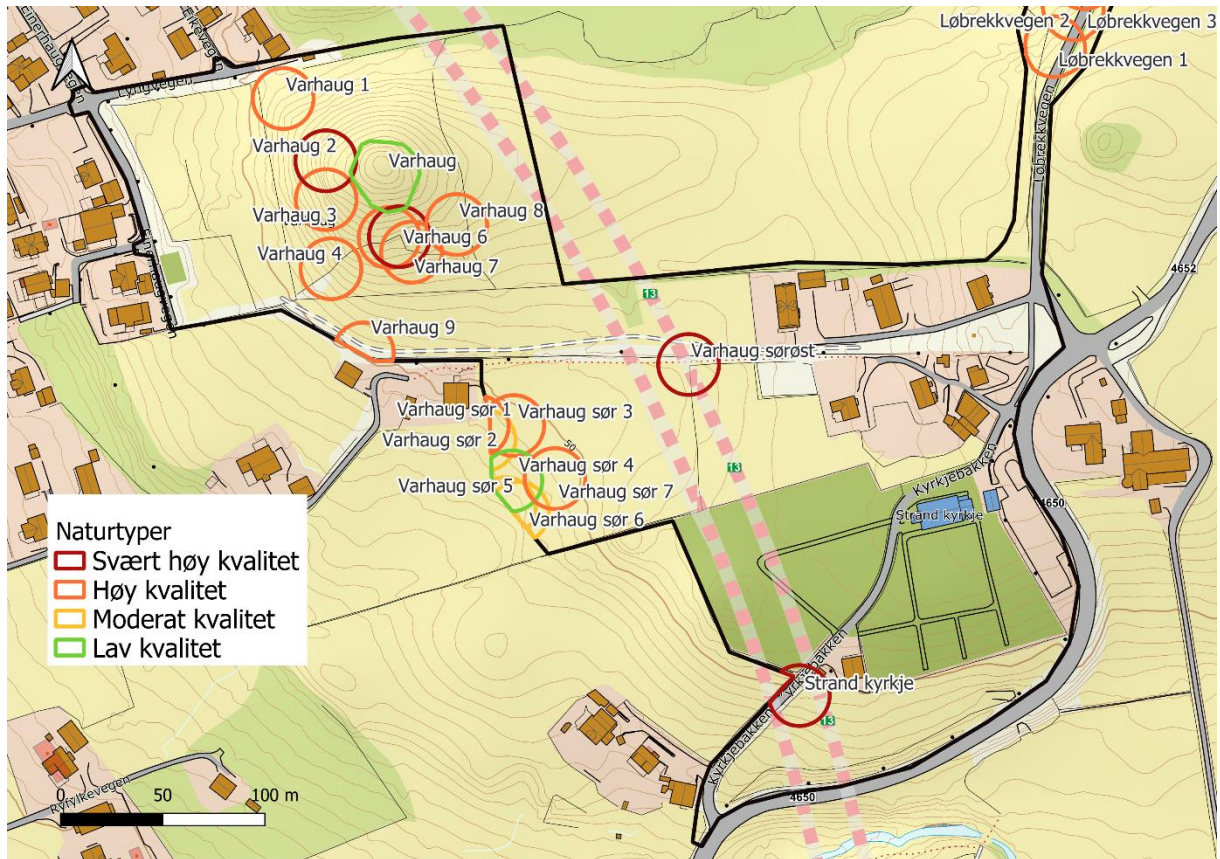 Einerhaugvegen
Eikevegen
Lyngvegen
Løbrekkvegen 2
Løbrekkvegen 3
Løbrekkvegen 1
Varhaug 1
Varhaug 2
Varhaug
Løbrekkvegen
Varhaug 3
Varhaug 8
Varhaug 6
Varhaug 4
Varhaug 7
4652
13
Varhaug 9
Varhaug sørøst
Varhaug sør 1
Varhaug sør 3
Varhaug sør 2
50
Varhaug sør 4
13
Varhaug sør 5
Varhaug sør 7
Kyrkjebakken
4650
Strand kyrkje
Varhaug sør 6
Naturtyper
Svært høy kvalitet
Høy kvalitet
Moderat kvalitet
Lav kvalitet
Kyrkjebakken
Strand kyrkje
13
Kyrkjebakken
Ryfylkevegen
0 50 100 m
4650